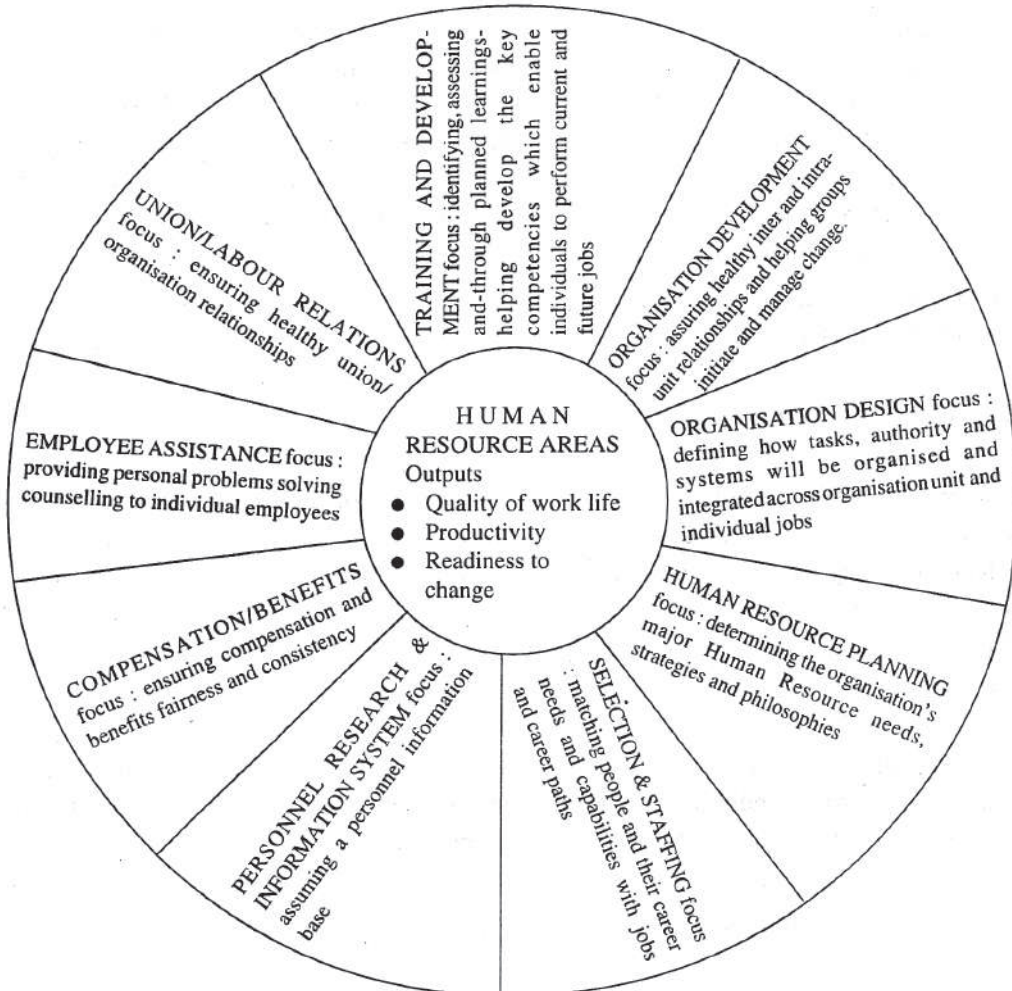 HUMAN
RESOURCE AREAS
Outputs
● Quality of work life
● Productivity
● Readiness to
change
TRAINING AND DEVELOP-
MENT focus : identifying, assessing
and-through planned learnings-
helping develop the key
competencies which enable
individuals to perform current and
future jobs
ORGANISATION DEVELOPMENT
focus : assuring healthy inter and intra-
unit relationships and helping groups
initiate and manage change.
ORGANISATION DESIGN focus :
defining how tasks, authority and
systems will be organised and
integrated across organisation unit and
individual jobs
HUMAN RESOURCE PLANNING
focus : determining the organisation's
major Human Resource needs,
strategies and philosophies
SELECTION & STAFFING focus
: matching people and their career
needs and capabilities with jobs
and career paths
PERSONNEL RESEARCH &
INFORMATION SYSTEM focus :
assuming a personnel information
base
COMPENSATION/BENEFITS
focus : ensuring compensation and
benefits fairness and consistency
EMPLOYEE ASSISTANCE focus :
providing personal problems solving
counselling to individual employees
UNION/LABOUR RELATIONS
focus : ensuring healthy union/
organisation relationships